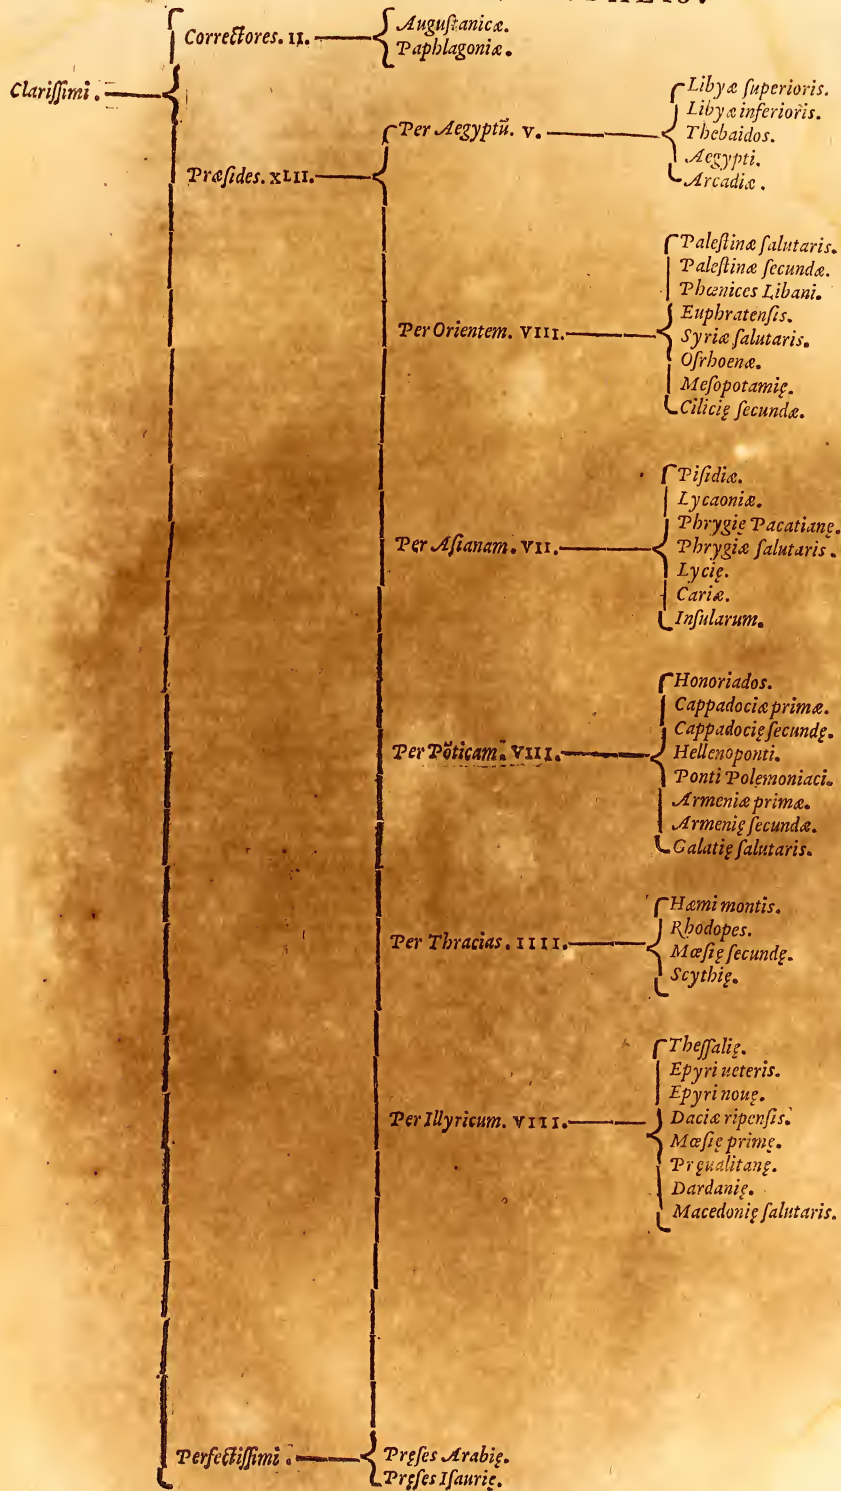 Correctores. II.
Augustanicæ.
Paphlagoniæ.
Clarissimi.
Præsides. XLII.
Per Aegyptū. V.
Libyæ superioris.
Libyæ inferioris.
Thebaidos.
Aegypti.
Arcadiæ.
Per Orientem. VIII.
Palestinæ salutaris.
Palestinæ secundæ.
Phœnices Libani.
Euphratensis.
Syriæ salutaris.
Osrhoenæ.
Mesopotamię.
Cilicię secundæ.
Per Asianam. VII.
Pisidiæ.
Lycaoniæ.
Phrygię Pacatianę.
Phrygiæ salutaris.
Lycię.
Cariæ.
Insularum.
Per Pōticam. VIII.
Honoriados.
Cappadociæ primæ.
Cappadocię secundę.
Hellenoponti.
Ponti Polemoniaci.
Armeniæ primæ.
Armenię secundæ.
Galatię salutaris.
Per Thracias. IIII.
Hæmi montis.
Rhodopes.
Mœsię secundę.
Scythię.
Per Illyricum. VIII.
Thessalię.
Epyri ueteris.
Epyri nouę.
Daciæ ripensis.
Mœsię primę.
Pręualitanę.
Dardanię.
Macedonię salutaris.
Perfectissimi.
Pręses Arabię.
Pręses Isaurię.